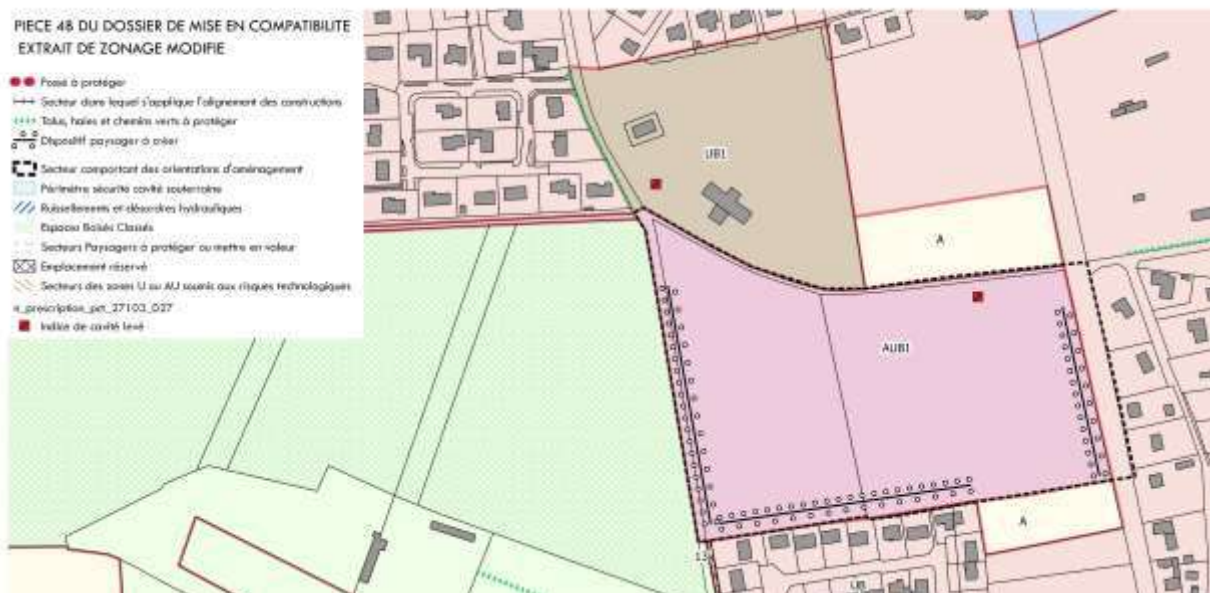 PIECE 4B DU DOSSIER DE MISE EN COMPATIBILITE
EXTRAIT DE ZONAGE MODIFIE
Fossé à protéger
Secteur dans lequel s'applique l'alignement des constructions
Talus, haies et chemins verts à protéger
Dispositif paysager à créer
Secteur comportant des orientations d'aménagement
Périmètre sécurité cavité souterraine
Ruissellements et désordres hydrauliques
Espaces Boisés Classés
Secteurs Paysagers à protéger ou mettre en valeur
Emplacement réservé
Secteurs des zones U ou AU soumis aux risques technologiques
n_prescription_pct_27103_027
Indice de cavité levé
UB1
A
AUB1
A